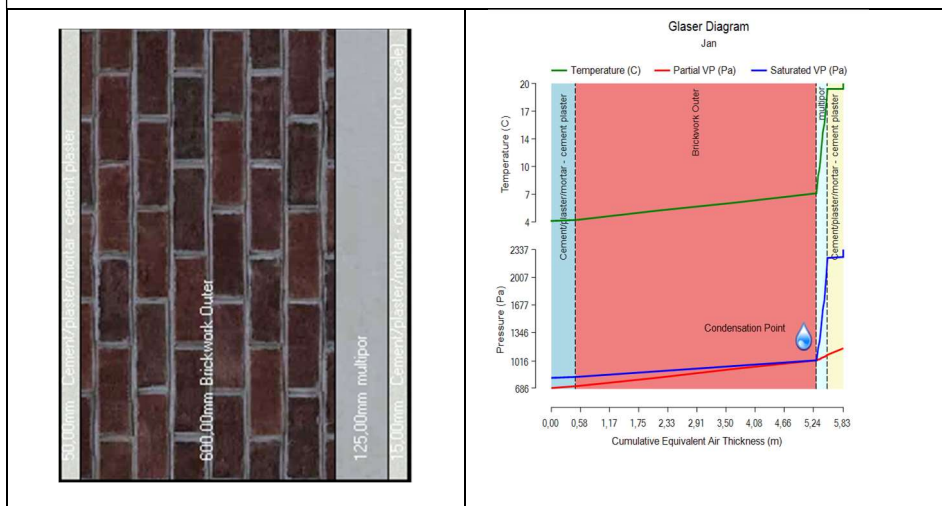 50,00mm Cement/plaster/mortar - cement plaster
600,00mm Brickwork Outer
125,00mm multipor
15,00mm Cement/plaster/mortar - cement plaster(not to scale)
Glaser Diagram
Jan
Temperature (C) Partial VP (Pa) Saturated VP (Pa)
Temperature (C)
20
17
14
10
7
4
Cement/plaster/mortar - cement plaster
Brickwork Outer
multipor
Cement/plaster/mortar - cement plaster
Pressure (Pa)
2337
2007
1677
1346
1016
686
Condensation Point
0,00 0,58 1,17 1,75 2,33 2,91 3,50 4,08 4,66 5,24 5,83
Cumulative Equivalent Air Thickness (m)